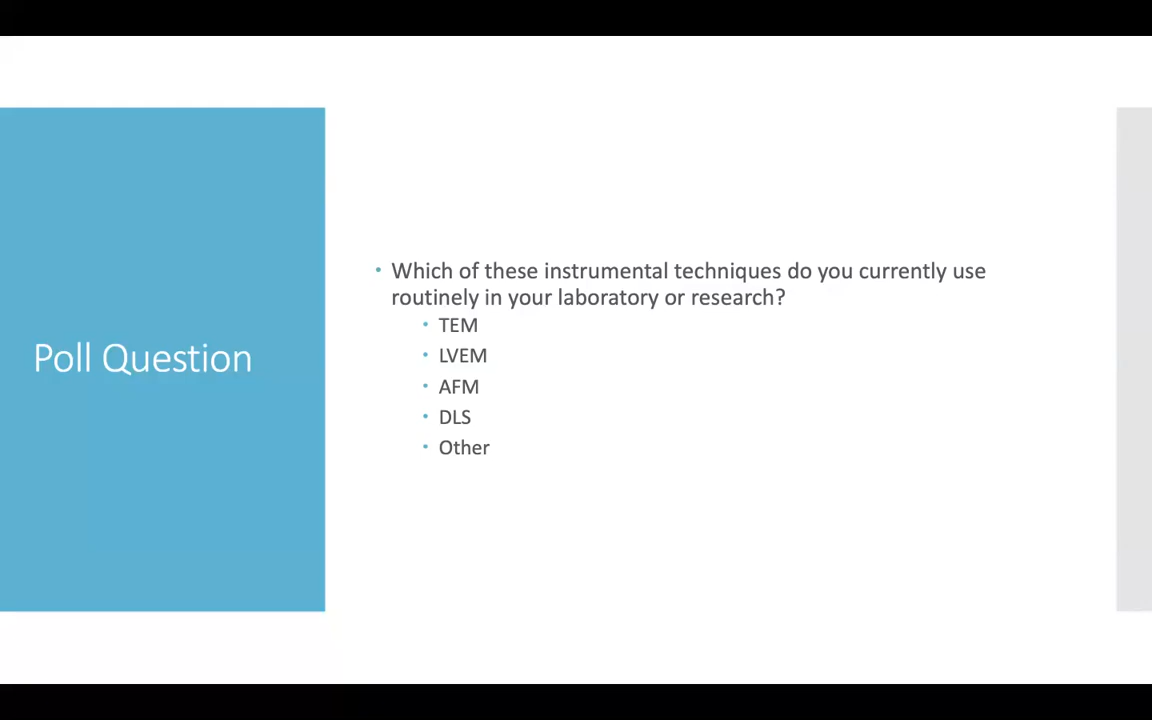 Poll Question
• Which of these instrumental techniques do you currently use
routinely in your laboratory or research?
• TEM
• LVEM
• AFM
• DLS
• Other